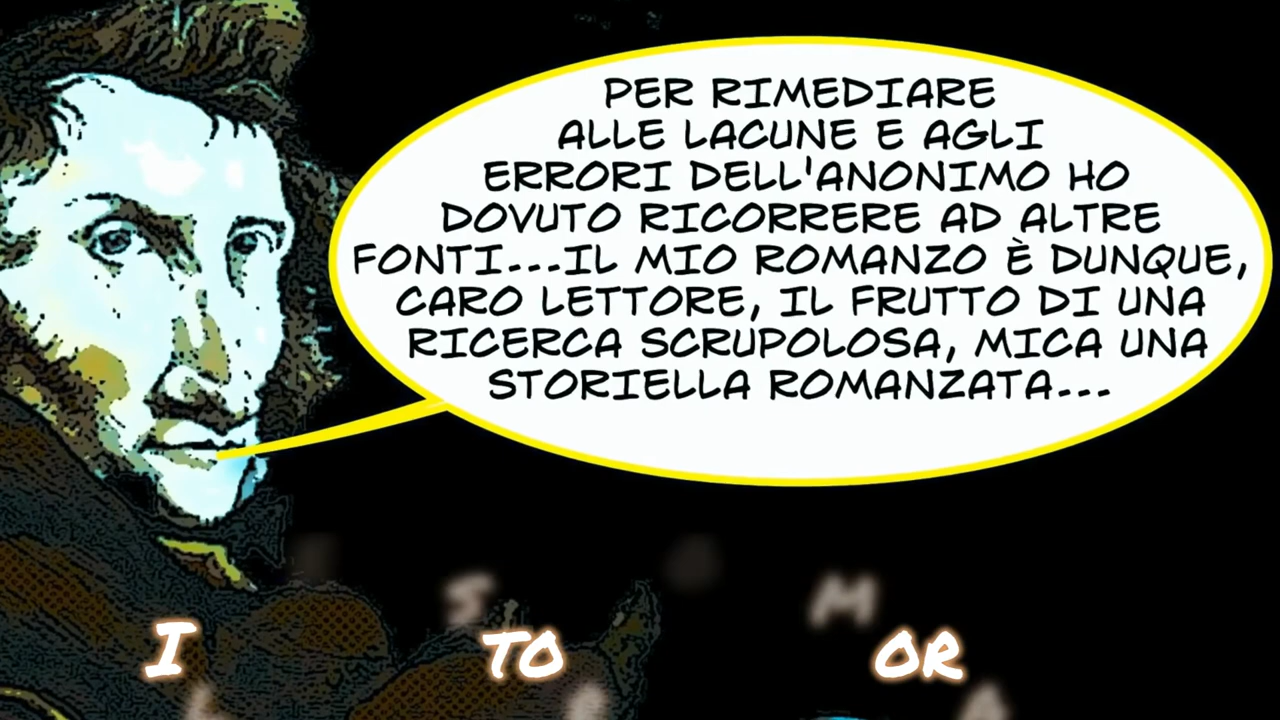 PER RIMEDIARE
ALLE LACUNE E AGLI
ERRORI DELL'ANONIMO HO
DOVUTO RICORRERE AD ALTRE
FONTI...IL MIO ROMANZO È DUNQUE,
CARO LETTORE, IL FRUTTO DI UNA
RICERCA SCRUPOLOSA, MICA UNA
STORIELLA ROMANZATA...
S M
I TO OR